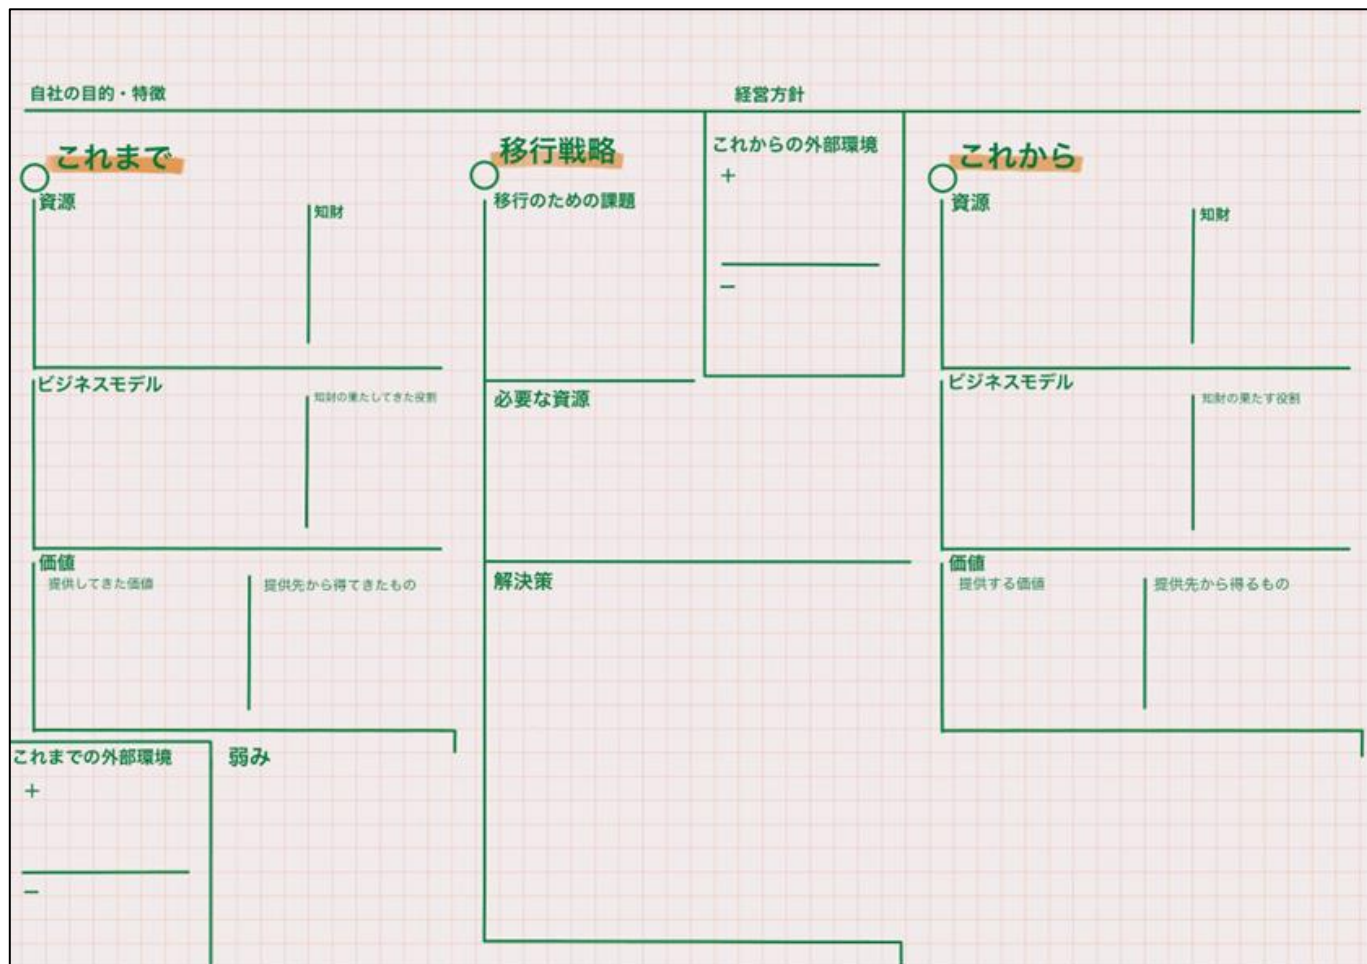 自社の目的・特徴
経営方針
これまで
資源
知財
ビジネスモデル
知財の果たしてきた役割
価値
提供してきた価値
提供先から得てきたもの
これまでの外部環境
+
−
弱み
移行戦略
移行のための課題
必要な資源
解決策
これからの外部環境
+
−
これから
資源
知財
ビジネスモデル
知財の果たす役割
価値
提供する価値
提供先から得るもの